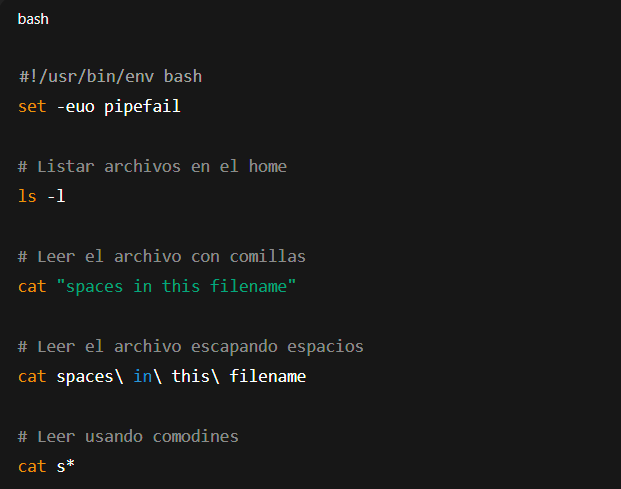 bash
#!/usr/bin/env bash
set -euo pipefail
# Listar archivos en el home
ls -l
# Leer el archivo con comillas
cat "spaces in this filename"
# Leer el archivo escapando espacios
cat spaces\ in\ this\ filename
# Leer usando comodines
cat s*